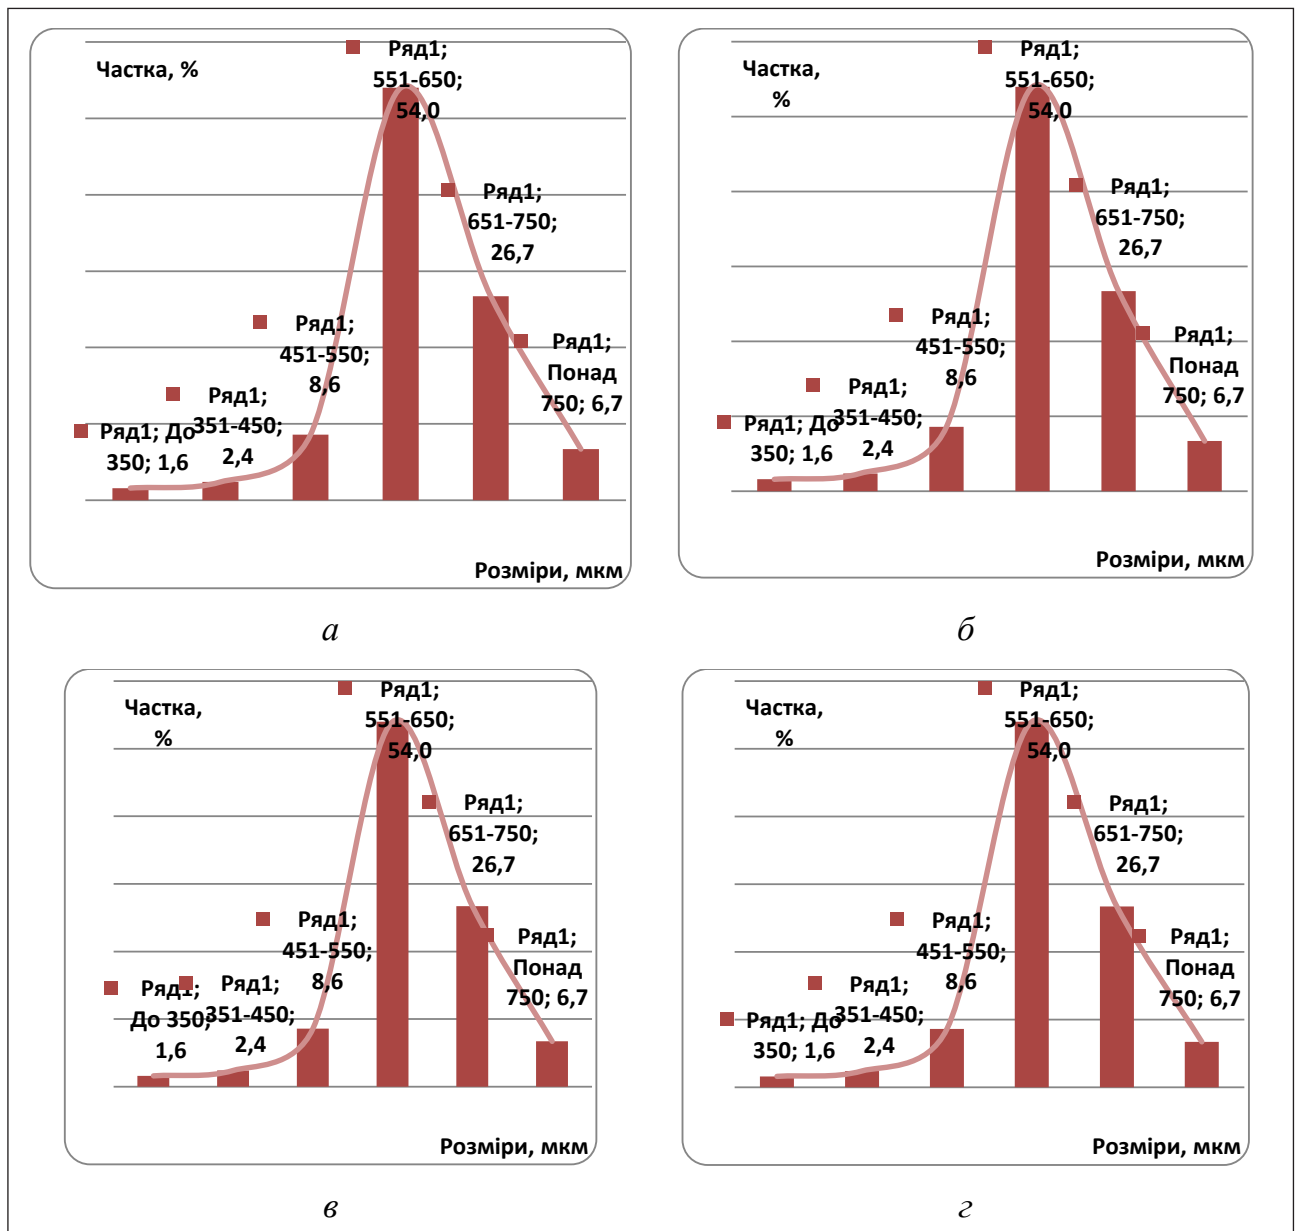 Частка, %
Ряд1;
551-650;
54,0
Ряд1;
651-750;
26,7
Ряд1;
451-550;
8,6
Ряд1;
Понад
750; 6,7
Ряд1;
351-450;
2,4
Ряд1; До
350; 1,6
Розміри, мкм
а
Частка,
%
Ряд1;
551-650;
54,0
Ряд1;
651-750;
26,7
Ряд1;
451-550;
8,6
Ряд1;
Понад
750; 6,7
Ряд1;
351-450;
2,4
Ряд1; До
350; 1,6
Розміри, мкм
б
Частка,
%
Ряд1;
551-650;
54,0
Ряд1;
651-750;
26,7
Ряд1;
451-550;
8,6
Ряд1;
Понад
750; 6,7
Ряд1;
351-450;
2,4
Ряд1;
До 350;
1,6
Розміри, мкм
в
Частка,
%
Ряд1;
551-650;
54,0
Ряд1;
651-750;
26,7
Ряд1;
451-550;
8,6
Ряд1;
Понад
750; 6,7
Ряд1;
351-450;
2,4
Ряд1; До
350; 1,6
Розміри, мкм
г